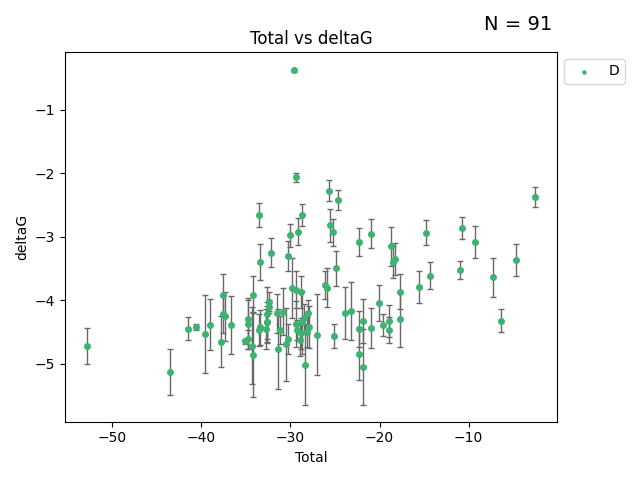 N = 91
Total vs deltaG
D
deltaG
−1
−2
−3
−4
−5
−50 −40 −30 −20 −10
Total